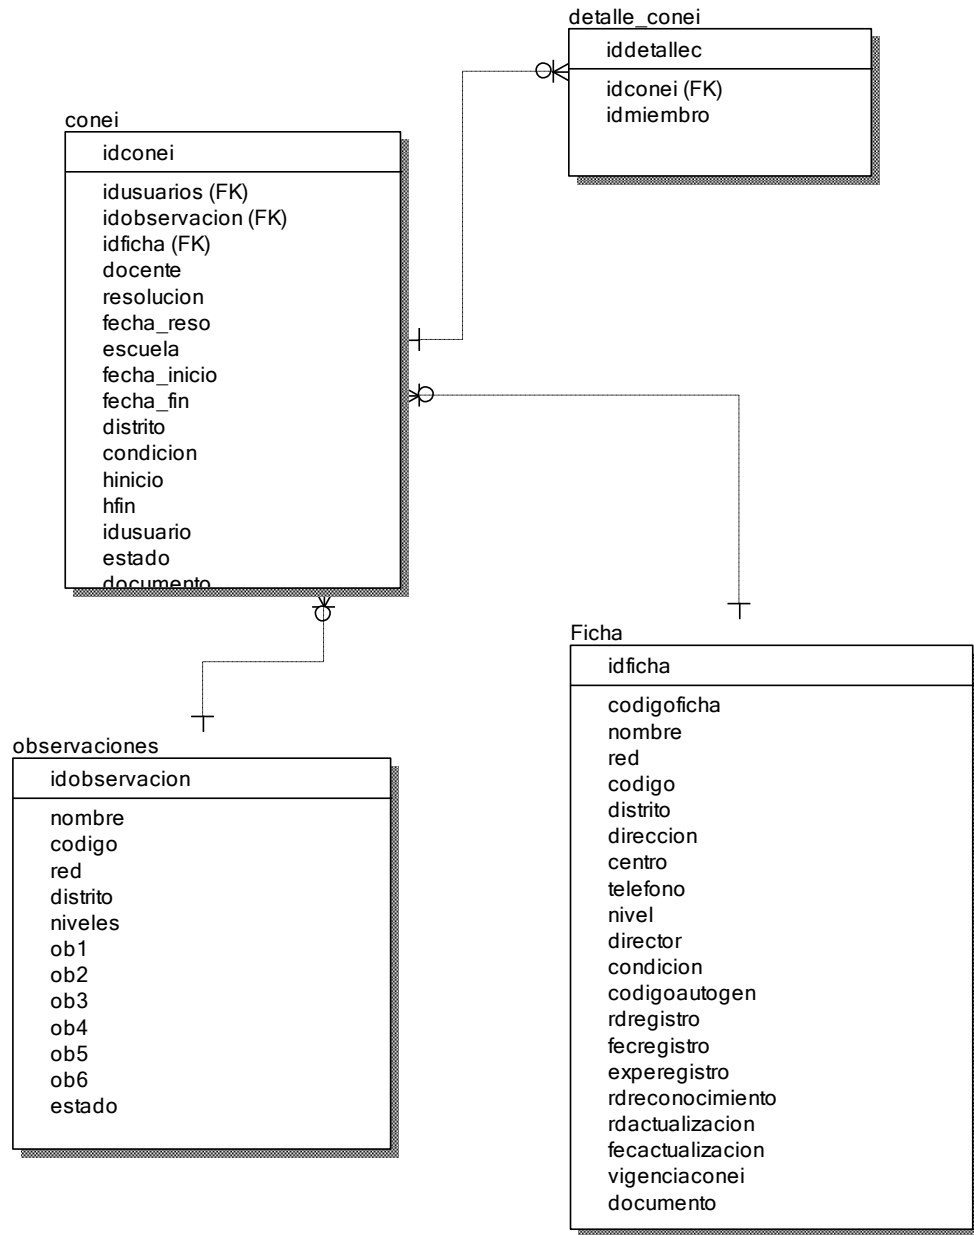 detalle_conei
iddetallec
idconei (FK)
idmiembro
conei
idconei
idusuarios (FK)
idobservacion (FK)
idficha (FK)
docente
resolucion
fecha_reso
escuela
fecha_inicio
fecha_fin
distrito
condicion
hinicio
hfin
idusuario
estado
documento
observaciones
idobservacion
nombre
codigo
red
distrito
niveles
ob1
ob2
ob3
ob4
ob5
ob6
estado
Ficha
idficha
codigoficha
nombre
red
codigo
distrito
direccion
centro
telefono
nivel
director
condicion
codigoautogen
rdregistro
fecregistro
experegistro
rdreconocimiento
rdactualizacion
fecactualizacion
vigenciaconei
documento